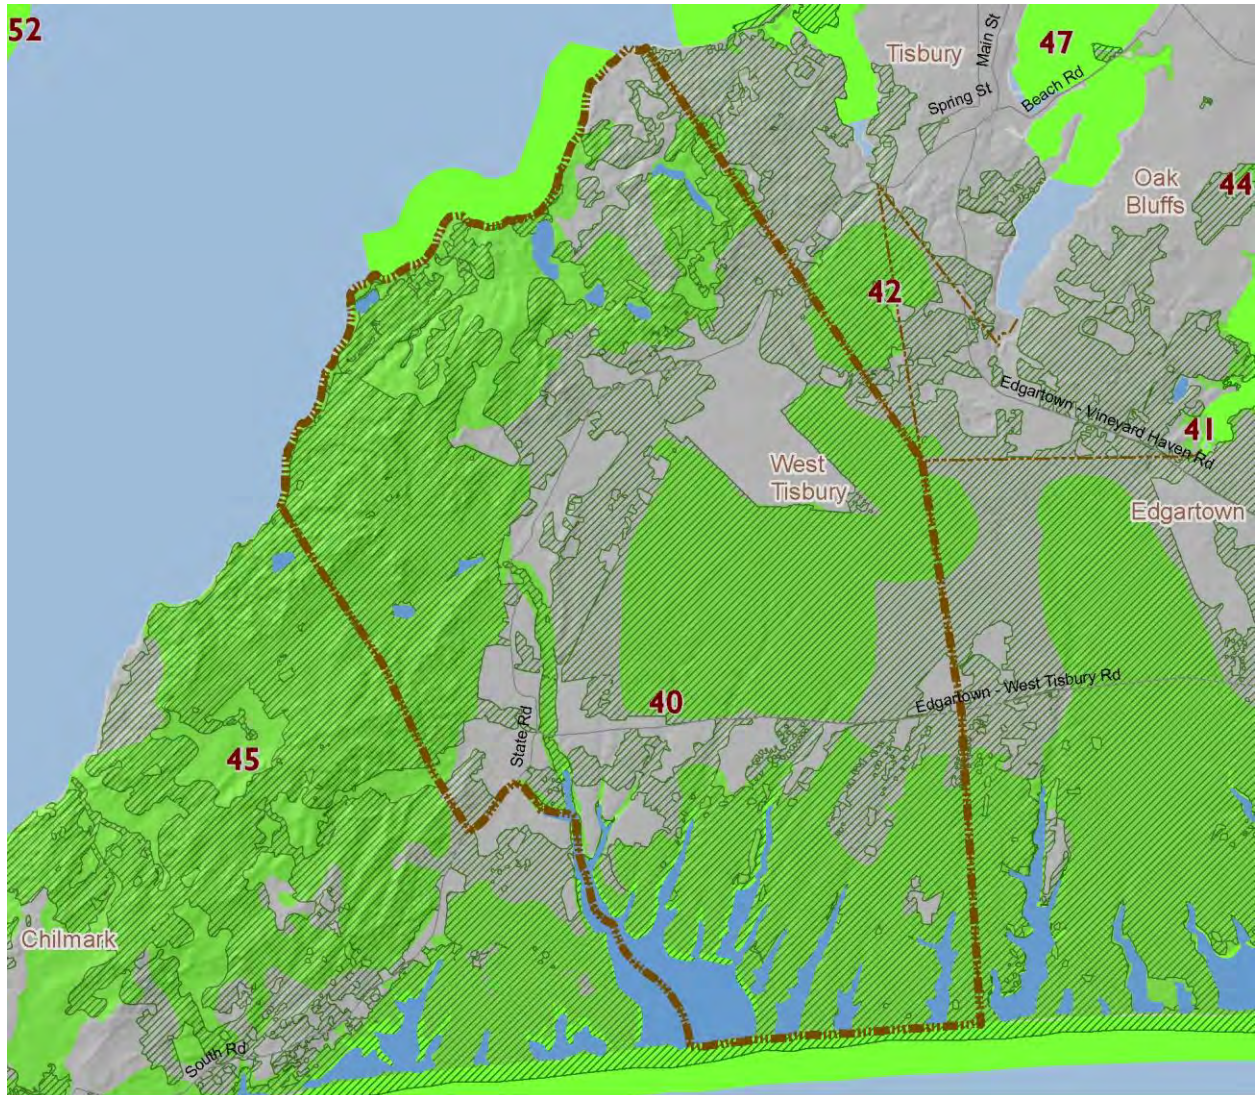 52
Tisbury
Main St
47
Spring St
Beach Rd
Oak
Bluffs
44
42
Edgartown - Vineyard Haven Rd
41
West
Tisbury
Edgartown
Edgartown - West Tisbury Rd
40
State Rd
45
Chilmark
South Rd